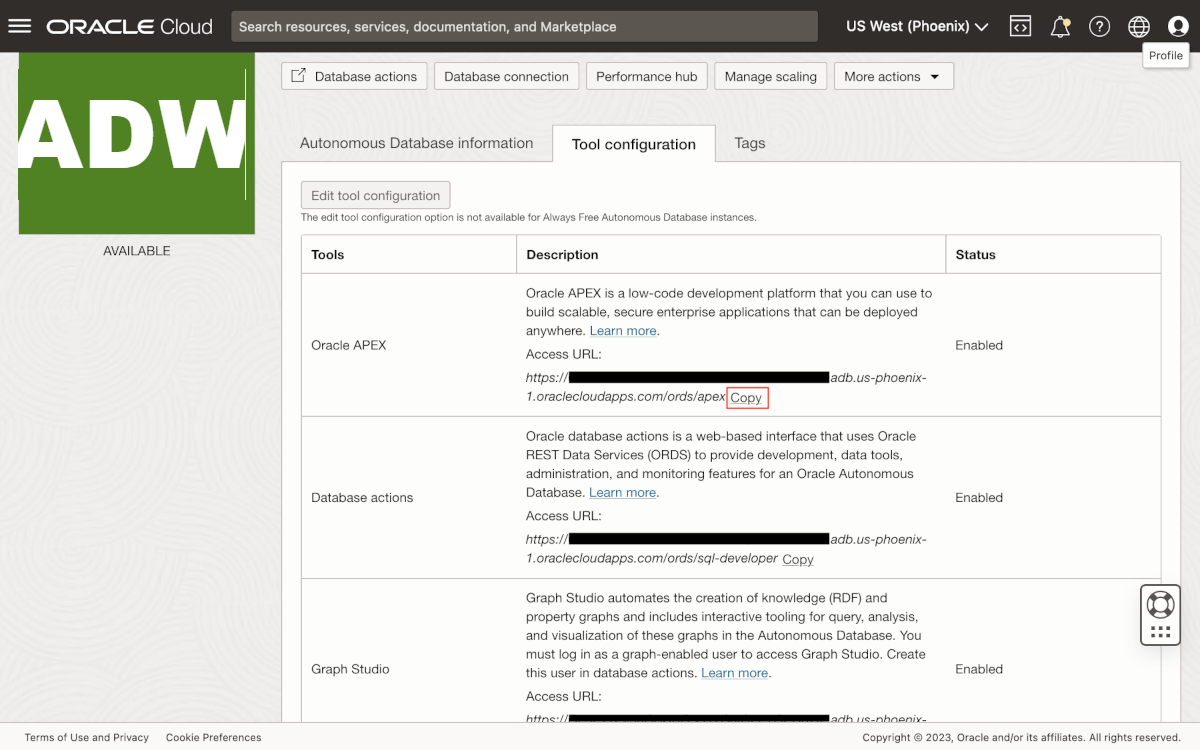 ORACLE Cloud
Search resources, services, documentation, and Marketplace
US West (Phoenix)
Profile
ADW
AVAILABLE
Database actions
Database connection
Performance hub
Manage scaling
More actions
Autonomous Database information
Tool configuration
Tags
Edit tool configuration
The edit tool configuration option is not available for Always Free Autonomous Database instances.
Tools
Description
Status
Oracle APEX
Oracle APEX is a low-code development platform that you can use to
build scalable, secure enterprise applications that can be deployed
anywhere. Learn more.
Access URL:
https:// adb.us-phoenix-
1.oraclecloudapps.com/ords/apex Copy
Enabled
Database actions
Oracle database actions is a web-based interface that uses Oracle
REST Data Services (ORDS) to provide development, data tools,
administration, and monitoring features for an Oracle Autonomous
Database. Learn more.
Access URL:
https:// adb.us-phoenix-
1.oraclecloudapps.com/ords/sql-developer Copy
Enabled
Graph Studio
Graph Studio automates the creation of knowledge (RDF) and
property graphs and includes interactive tooling for query, analysis,
and visualization of these graphs in the Autonomous Database. You
must log in as a graph-enabled user to access Graph Studio. Create
this user in database actions. Learn more.
Access URL:
https:// adb.us-phoenix-
Enabled
Terms of Use and Privacy
Cookie Preferences
Copyright © 2023, Oracle and/or its affiliates. All rights reserved.